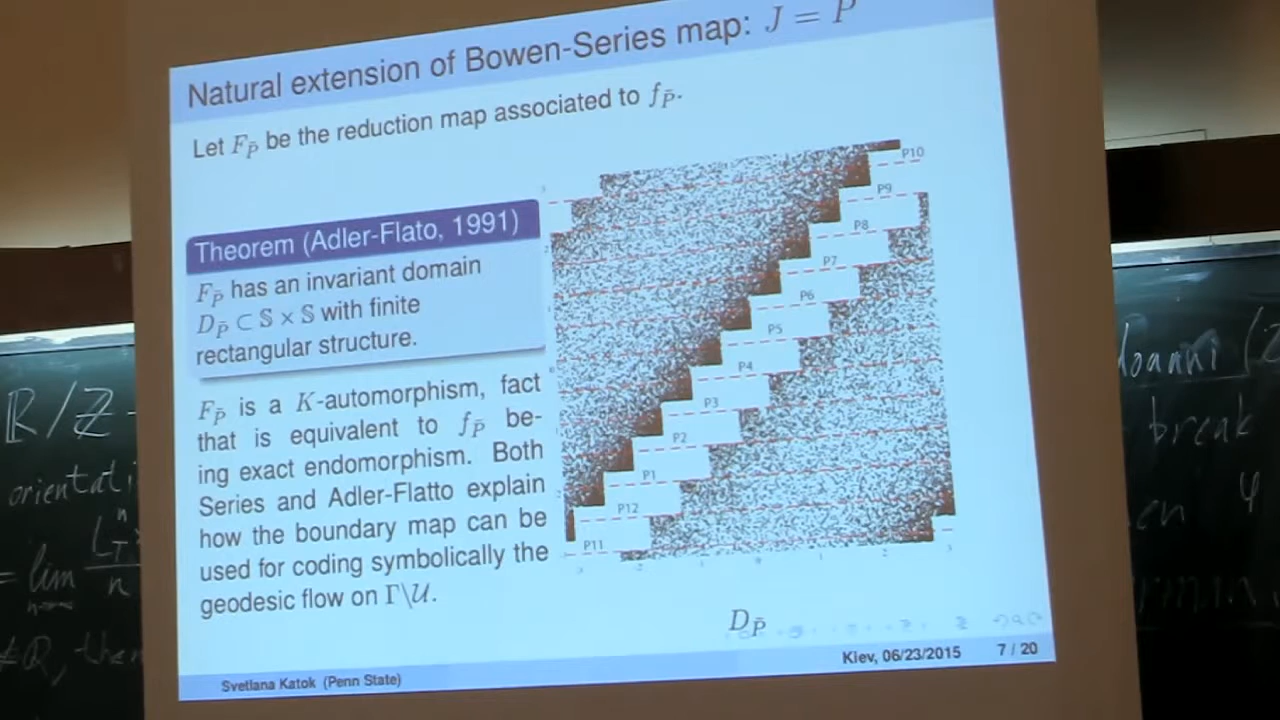 Natural extension of Bowen-Series map: J = P
Let F_P̄ be the reduction map associated to f_P̄.
Theorem (Adler-Flato, 1991)
F_P̄ has an invariant domain
D_P̄ ⊂ 𝕊 × 𝕊 with finite
rectangular structure.
F_P̄ is a K-automorphism, fact
that is equivalent to f_P̄ be-
ing exact endomorphism. Both
Series and Adler-Flatto explain
how the boundary map can be
used for coding symbolically the
geodesic flow on Γ\𝒰.
P10
P9
P8
P7
P6
P5
P4
P3
P2
P1
P12
P11
D_P̄
Svetlana Katok (Penn State)
Kiev, 06/23/2015
7 / 20
ℝ/ℤ
orientati
= lim
n
break
φ